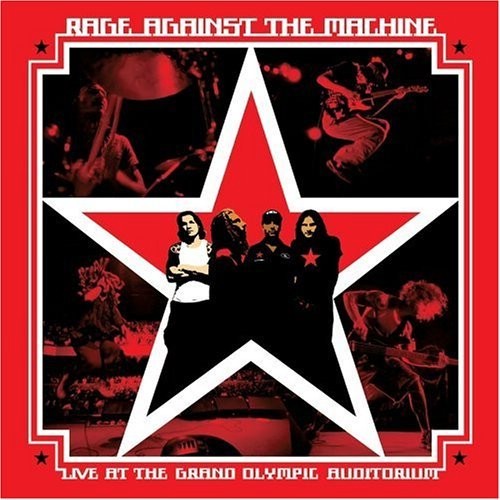 RAGE AGAINST THE MACHINE
LIVE AT THE GRAND OLYMPIC AUDITORIUM